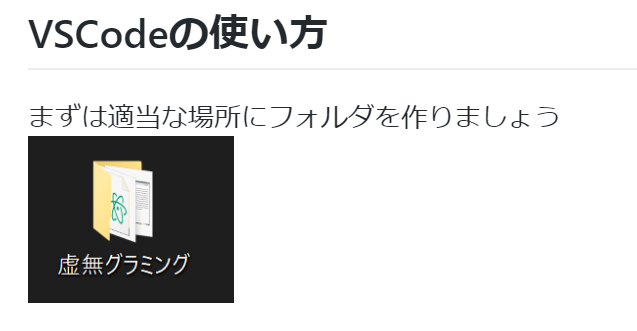 VSCodeの使い方
まずは適当な場所にフォルダを作りましょう
虚無グラミング